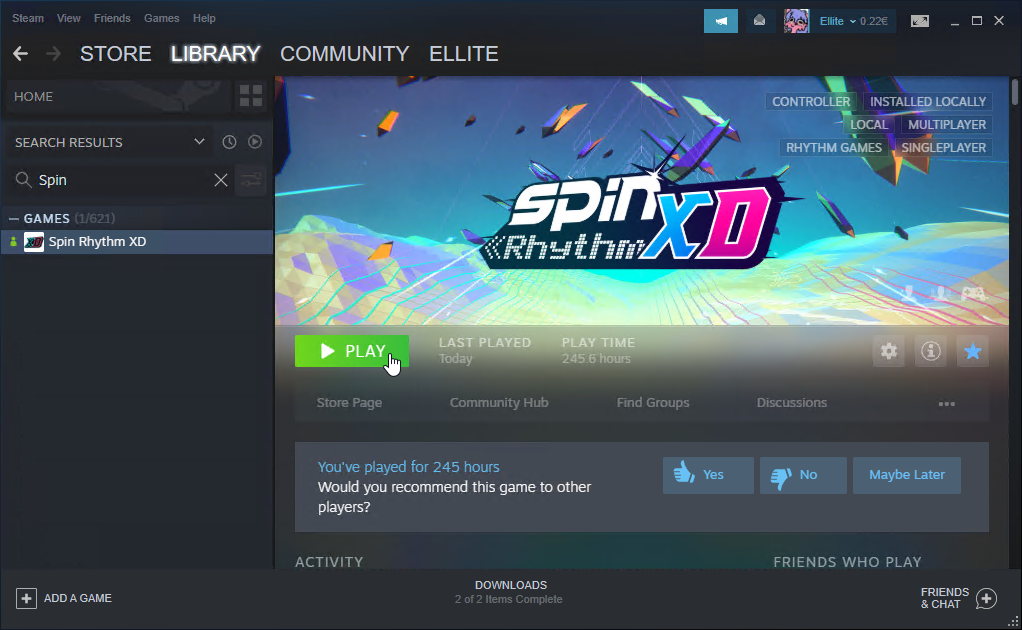 Steam View Friends Games Help
Ellite 0.22€
STORE LIBRARY COMMUNITY ELLITE
HOME
SEARCH RESULTS
Spin
GAMES (1/621)
Spin Rhythm XD
CONTROLLER INSTALLED LOCALLY
LOCAL MULTIPLAYER
RHYTHM GAMES SINGLEPLAYER
spin
Rhythm XD
PLAY
LAST PLAYED
Today
PLAY TIME
245.6 hours
Store Page Community Hub Find Groups Discussions
You've played for 245 hours
Would you recommend this game to other
players?
Yes No Maybe Later
ACTIVITY
FRIENDS WHO PLAY
ADD A GAME
DOWNLOADS
2 of 2 Items Complete
FRIENDS
& CHAT